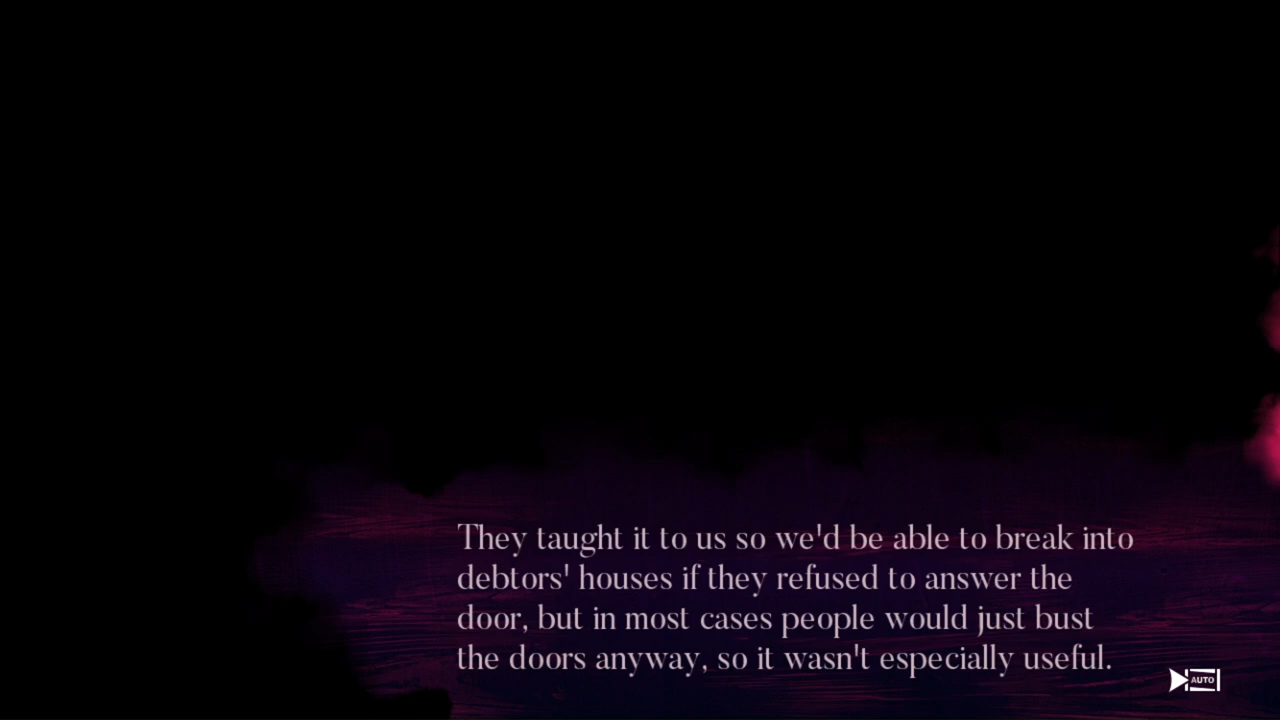 They taught it to us so we'd be able to break into
debtors' houses if they refused to answer the
door, but in most cases people would just bust
the doors anyway, so it wasn't especially useful.
AUTO